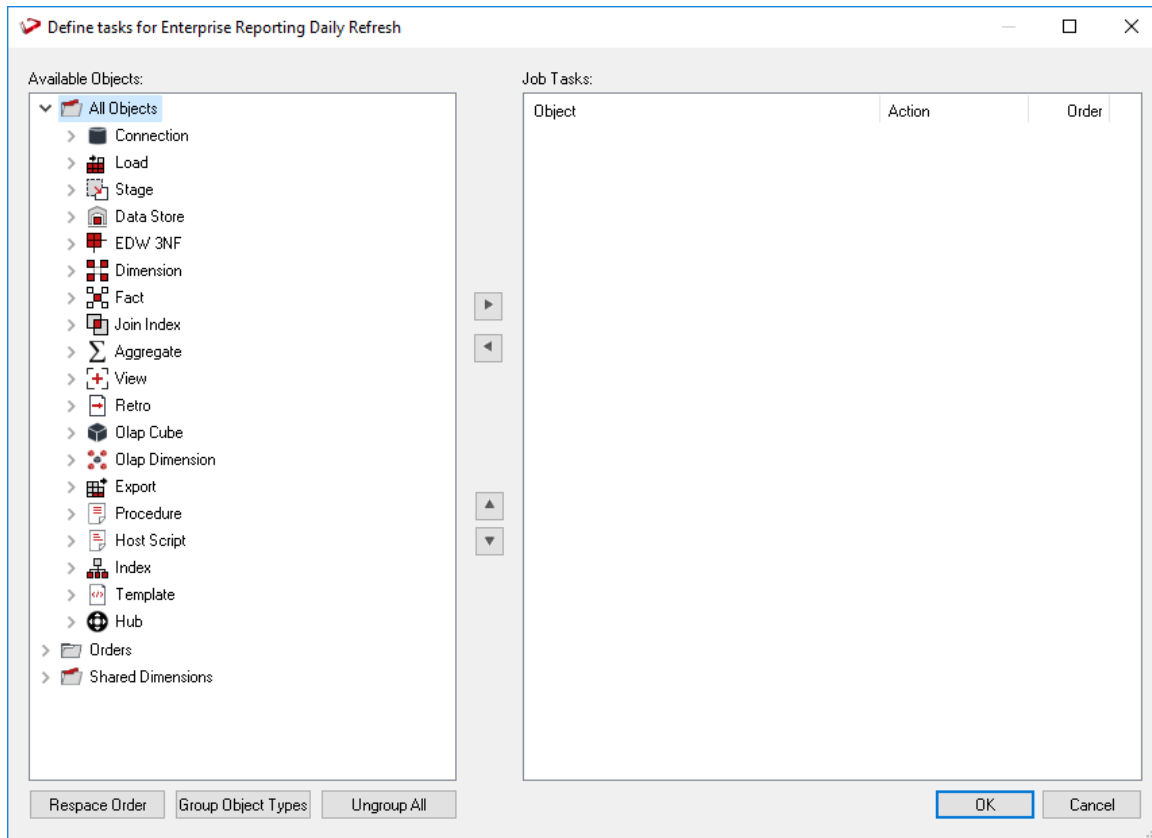 Define tasks for Enterprise Reporting Daily Refresh
Available Objects:
Job Tasks:
All Objects
Connection
Load
Stage
Data Store
EDW 3NF
Dimension
Fact
Join Index
Aggregate
View
Retro
Olap Cube
Olap Dimension
Export
Procedure
Host Script
Index
Template
Hub
Orders
Shared Dimensions
Object Action Order
Respace Order Group Object Types Ungroup All OK Cancel